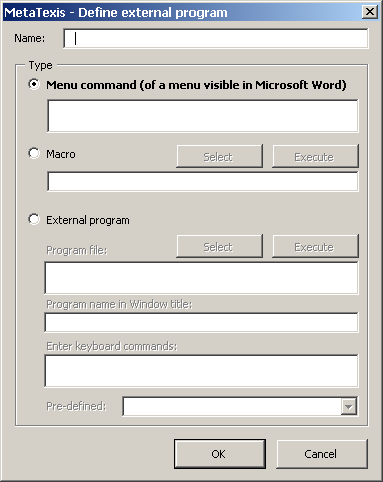 MetaTexis - Define external program
Name:
Type
Menu command (of a menu visible in Microsoft Word)
Macro Select Execute
External program
Program file: Select Execute
Program name in Window title:
Enter keyboard commands:
Pre-defined:
OK Cancel